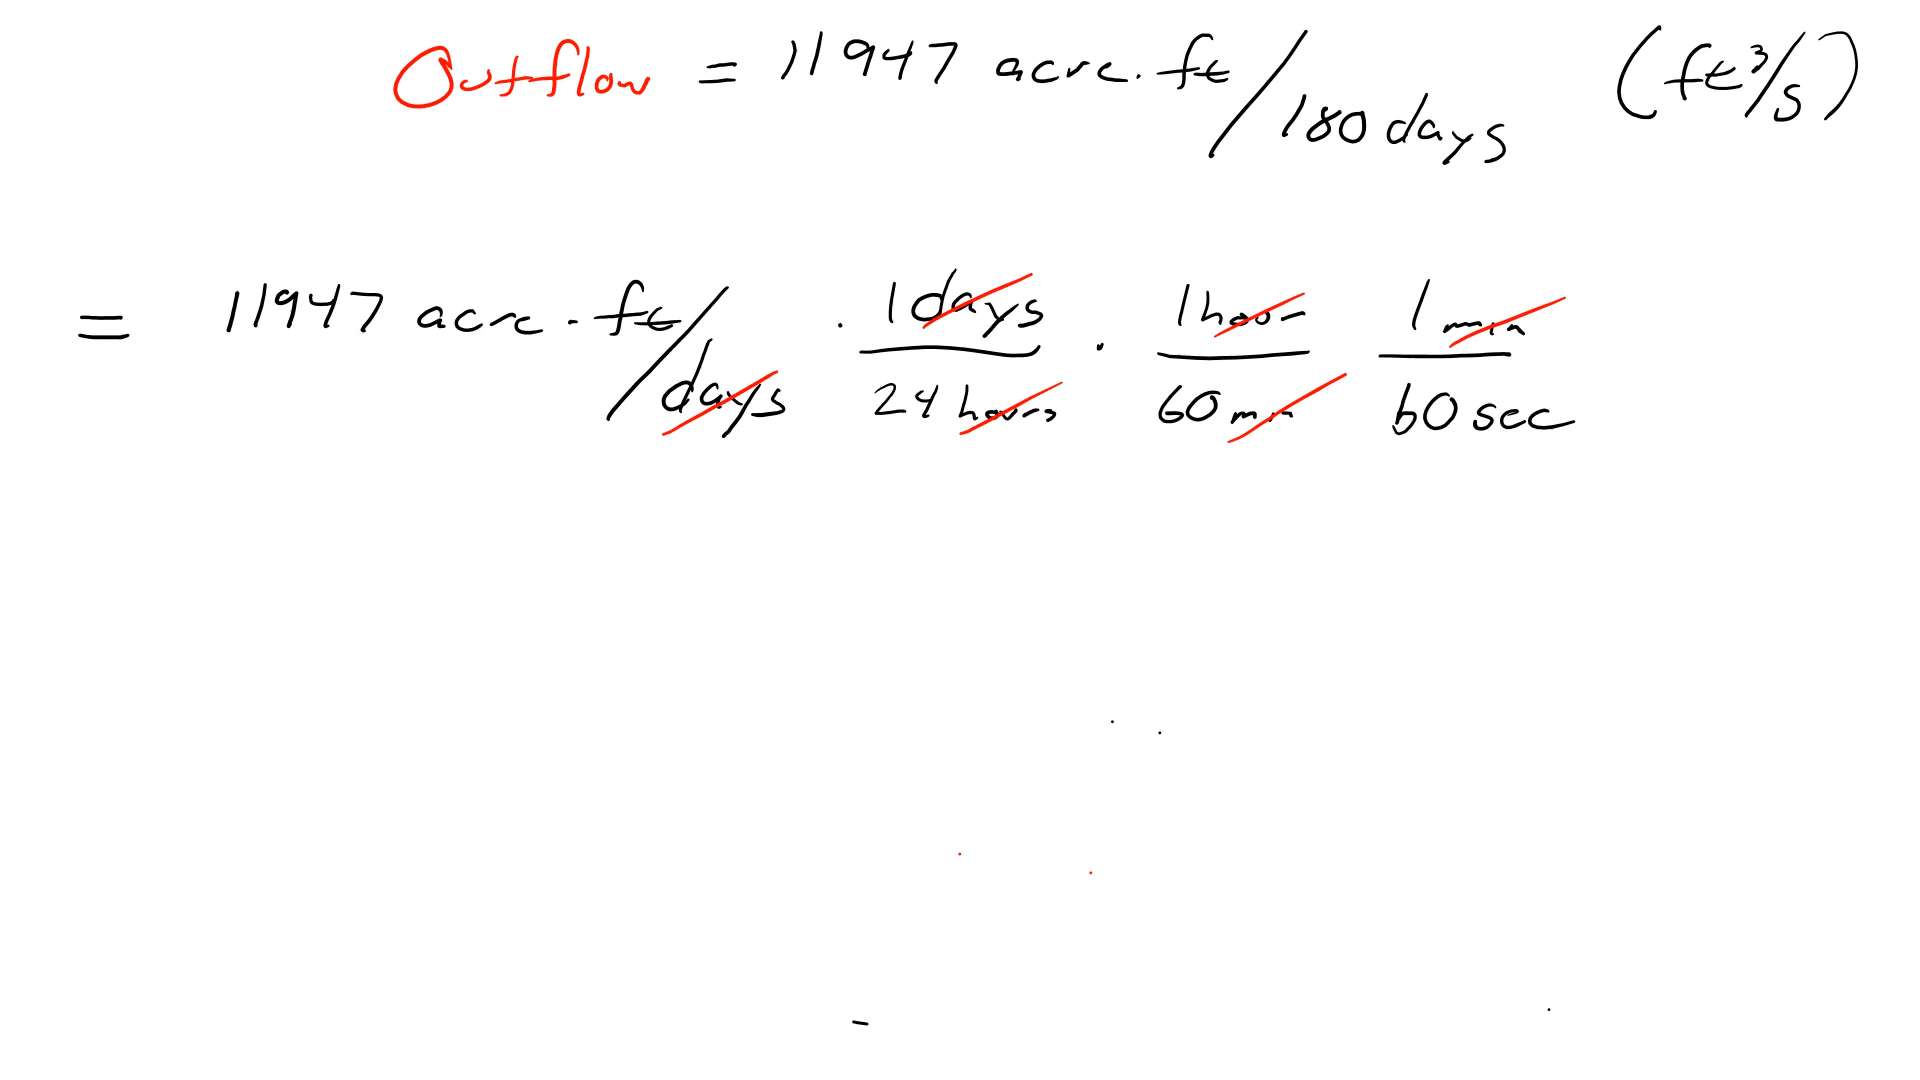 Outflow = 11947 acre.ft/180 days (ft³/s)
= 11947 acre.ft/days · 1 days/24 hours · 1 hour/60 min 1 min/60 sec